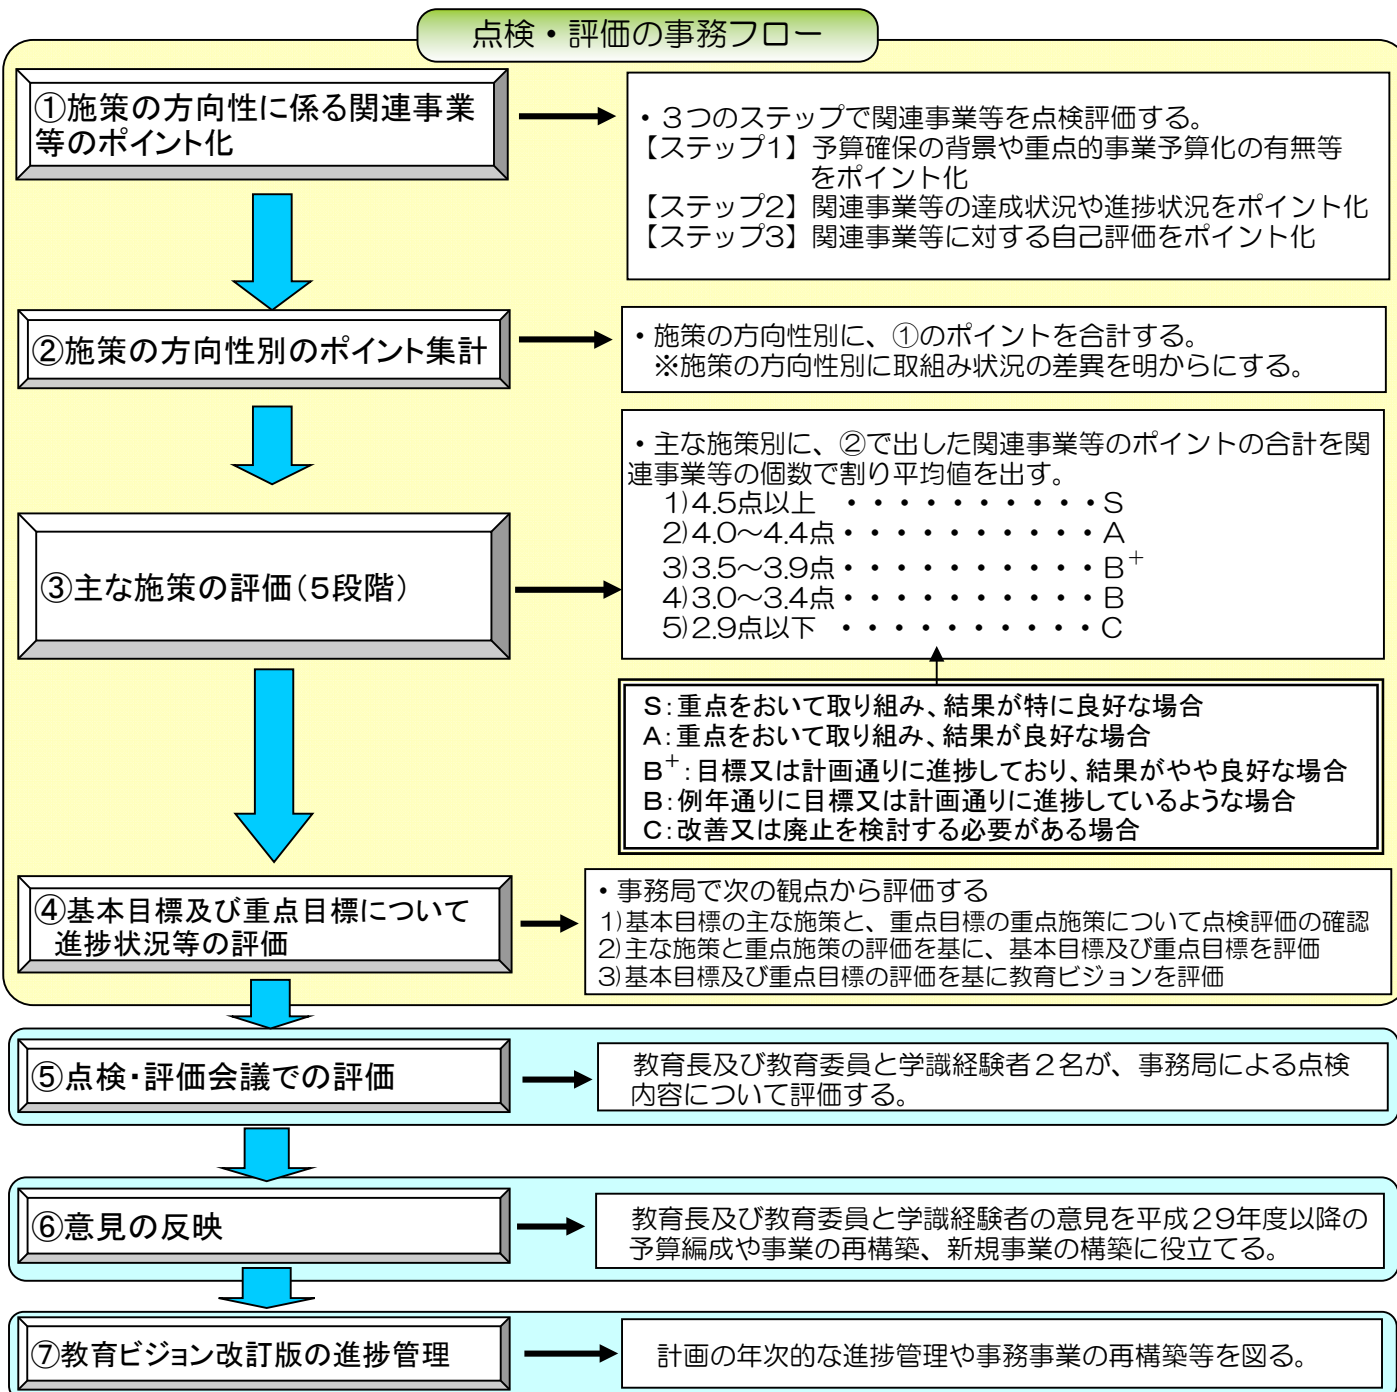 点検・評価の事務フロー
①施策の方向性に係る関連事業
等のポイント化
・３つのステップで関連事業等を点検評価する。
【ステップ1】予算確保の背景や重点的事業予算化の有無等
をポイント化
【ステップ2】関連事業等の達成状況や進捗状況をポイント化
【ステップ3】関連事業等に対する自己評価をポイント化
②施策の方向性別のポイント集計
・施策の方向性別に、①のポイントを合計する。
※施策の方向性別に取組み状況の差異を明からにする。
③主な施策の評価（５段階）
・主な施策別に、②で出した関連事業等のポイントの合計を関
連事業等の個数で割り平均値を出す。
1)4.5点以上　・・・・・・・・・・S
2)4.0～4.4点・・・・・・・・・・A
3)3.5～3.9点・・・・・・・・・・B⁺
4)3.0～3.4点・・・・・・・・・・B
5)2.9点以下　・・・・・・・・・・C
S：重点をおいて取り組み、結果が特に良好な場合
A：重点をおいて取り組み、結果が良好な場合
B⁺：目標又は計画通りに進捗しており、結果がやや良好な場合
B：例年通りに目標又は計画通りに進捗しているような場合
C：改善又は廃止を検討する必要がある場合
④基本目標及び重点目標について
進捗状況等の評価
・事務局で次の観点から評価する
1)基本目標の主な施策と、重点目標の重点施策について点検評価の確認
2)主な施策と重点施策の評価を基に、基本目標及び重点目標を評価
3)基本目標及び重点目標の評価を基に教育ビジョンを評価
⑤点検・評価会議での評価
教育長及び教育委員と学識経験者２名が、事務局による点検
内容について評価する。
⑥意見の反映
教育長及び教育委員と学識経験者の意見を平成２９年度以降の
予算編成や事業の再構築、新規事業の構築に役立てる。
⑦教育ビジョン改訂版の進捗管理
計画の年次的な進捗管理や事務事業の再構築等を図る。